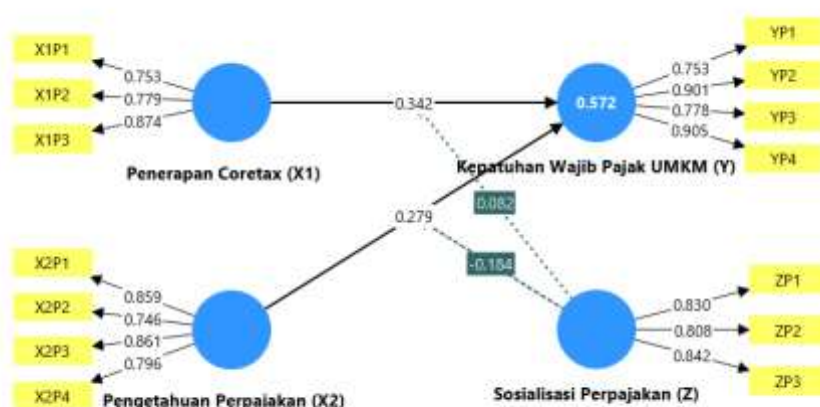 X1P1
X1P2
X1P3
0.753
0.779
0.874
Penerapan Coretax (X1)
0.342
0.572
Kepatuhan Wajib Pajak UMKM (Y)
0.753
0.901
0.778
0.905
YP1
YP2
YP3
YP4
0.279
0.082
-0.184
X2P1
X2P2
X2P3
X2P4
0.859
0.746
0.861
0.796
Pengetahuan Perpajakan (X2)
Sosialisasi Perpajakan (Z)
0.830
0.808
0.842
ZP1
ZP2
ZP3